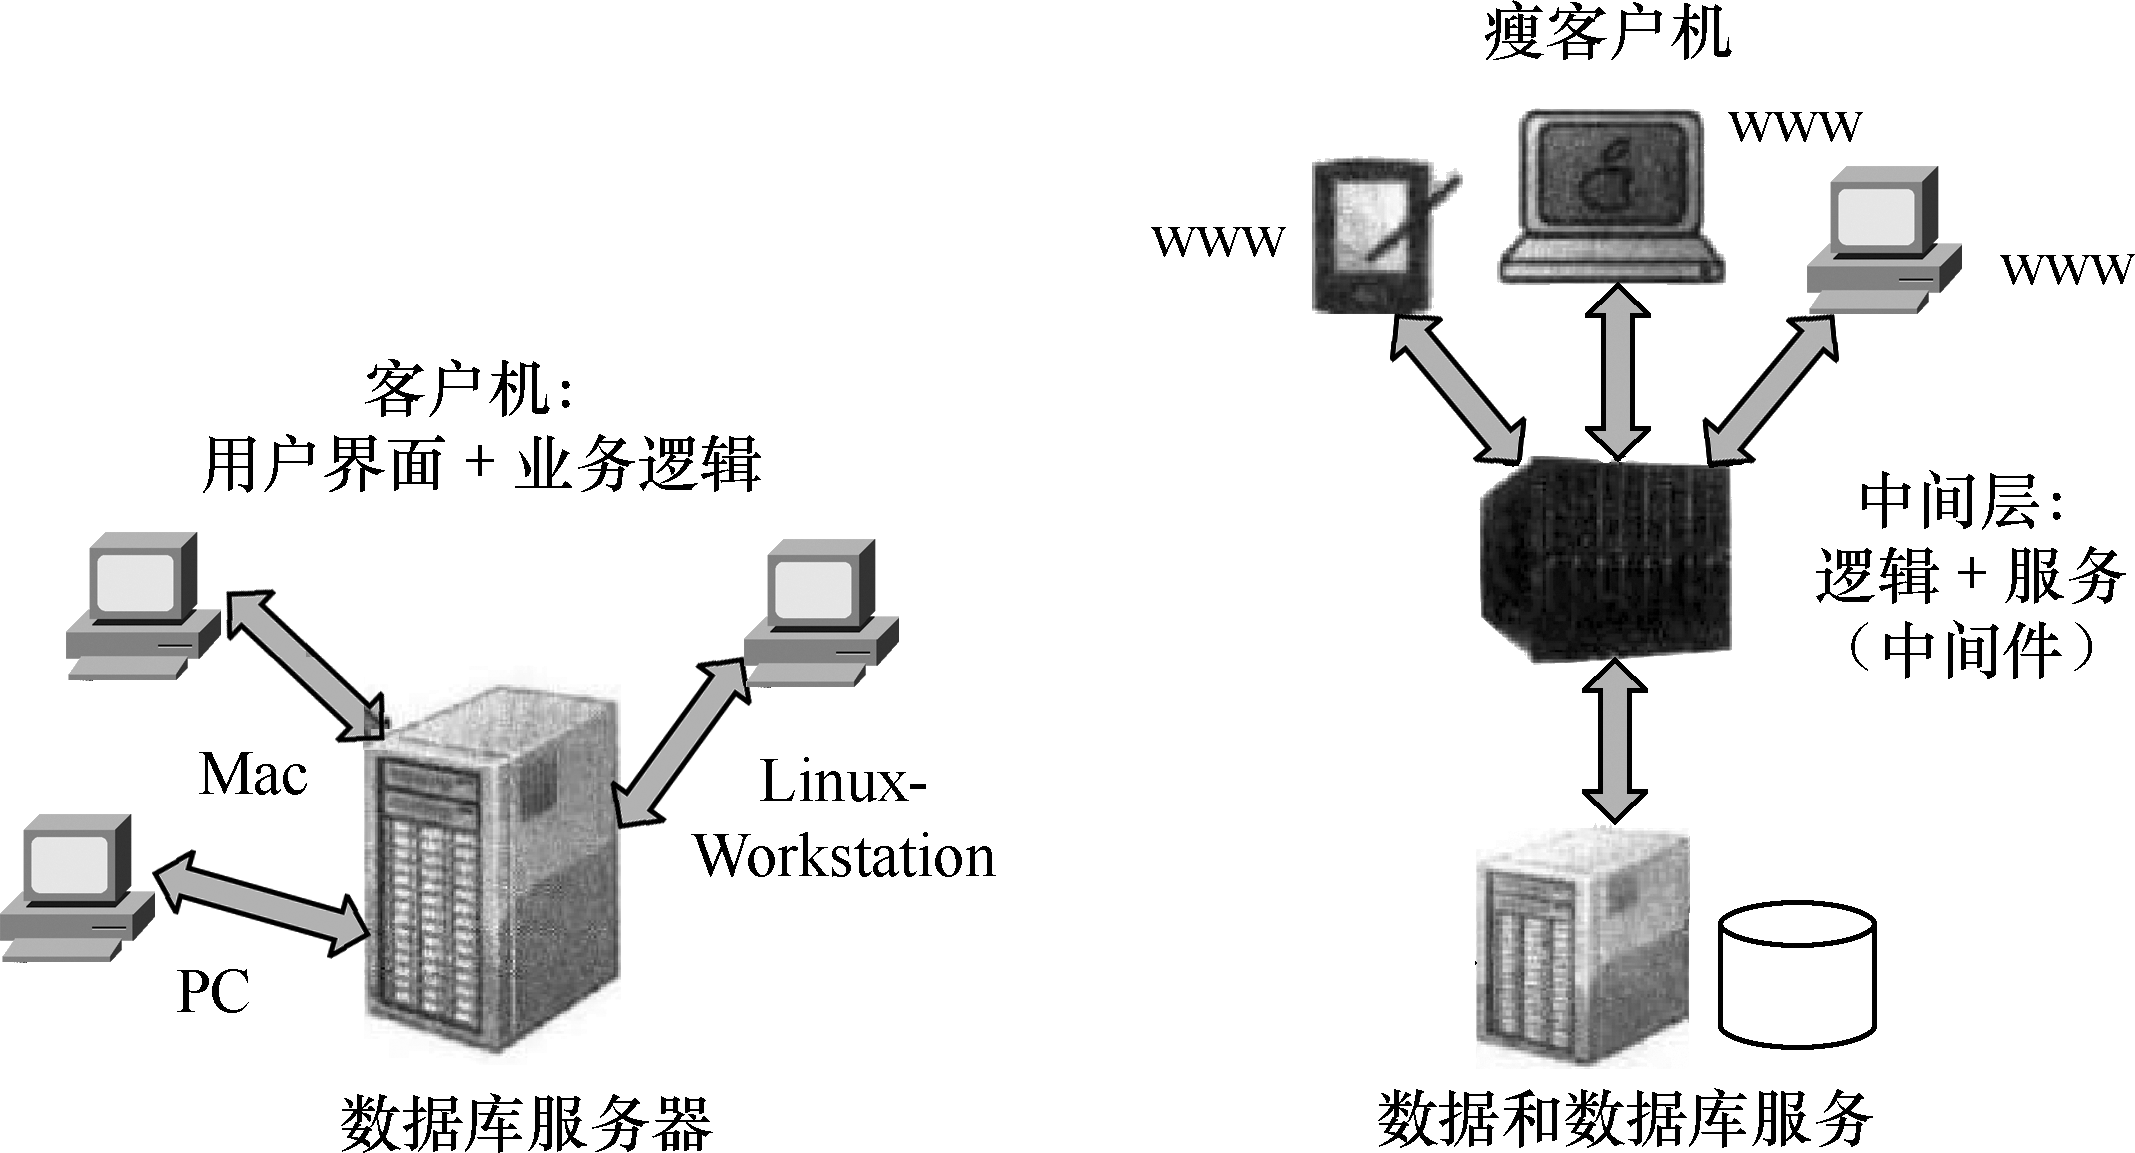 客户机：
用户界面 + 业务逻辑
Mac
Linux-
Workstation
PC
数据库服务器
瘦客户机
www
www
www
中间层：
逻辑 + 服务
（中间件）
数据和数据库服务